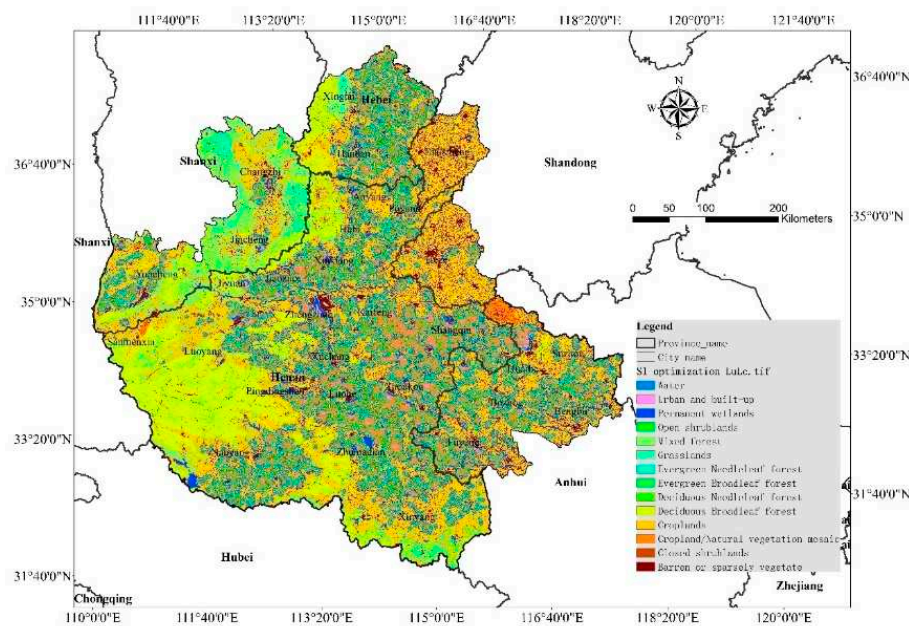 111°40'0"E 113°20'0"E 115°0'0"E 116°40'0"E 118°20'0"E 120°0'0"E 121°40'0"E
N
W E
S
36°40'0"N
36°40'0"N
35°0'0"N
35°0'0"N
33°20'0"N
33°20'0"N
31°40'0"N
31°40'0"N
Hebei
Shanxi
Shandong
Changzhi
Handan
0 50 100 200
Kilometers
Jincheng
Shanxi
Yuncheng
Sanmenxia
Luoyang
Shangqiu
Xuchang
Henan
Luohe
Nanyang
Zhumadian
Fuyang
Bengbu
Xinyang
Anhui
Hubei
Chongqing
Zhejiang
Legend
Province_name
City name
S1 optimization LuLc.tif
Water
Urban and built-up
Permanent wetlands
Open shrublands
Mixed forest
Grasslands
Evergreen Needleleaf forest
Evergreen Broadleaf forest
Deciduous Needleleaf forest
Deciduous Broadleaf forest
Croplands
Cropland/Natural vegetation mosaic
Closed shrublands
Barren or sparsely vegetate
110°0'0"E 111°40'0"E 113°20'0"E 115°0'0"E 116°40'0"E 118°20'0"E 120°0'0"E